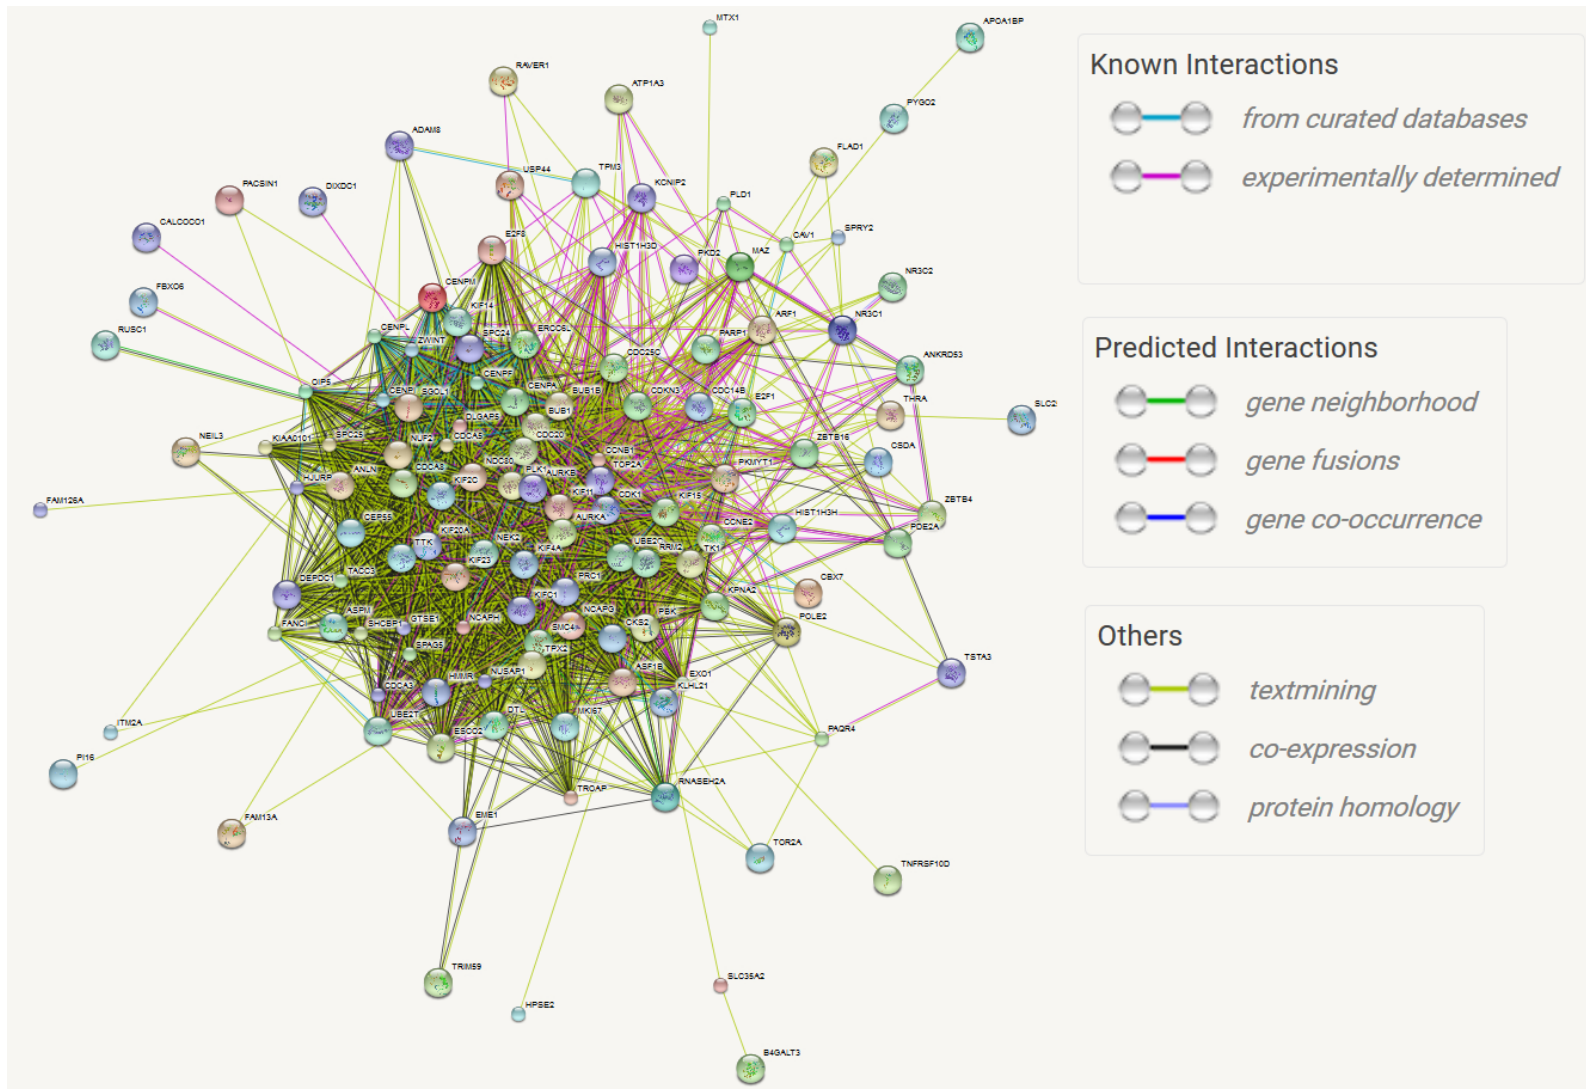 MTX1
APOA1BP
RAVER1
ATP1A3
PYGO2
ADAM8
FLAD1
USP44
TPM3
KCNIP2
PACSIN1
DIXDC1
PLD1
CALCOCO1
CAV1
SPRY2
E2F8
HIST1H3D
PKD2
MAZ
NR3C2
FBXO6
CENPM
KIF14
ARF1
NR3C1
RUSC1
CENPL
ZWINT
SPC24
ERCC6L
PARP1
CDC25C
ANKRD53
OIP5
CENPI
SGOL1
CENPF
CENPA
BUB1B
CDKN3
CDC14B
E2F1
THRA
SLC2
DLGAP5
BUB1
NEIL3
KIAA0101
SPC25
NUF2
CDCA5
CDC20
CCNB1
ZBTB16
CSDA
HJURP
ANLN
CDCA8
NDC80
PLK1
AURKB
TOP2A
PKMYT1
FAM126A
KIF2C
KIF11
CDK1
KIF15
HIST1H3H
ZBTB4
CEP55
KIF20A
AURKA
CCNE2
PDE2A
TTK
NEK2
KIF4A
UBE2C
RRM2
TK1
DEPDC1
TACC3
KIF23
PRC1
CBX7
FANCI
ASPM
SHCBP1
GTSE1
NCAPH
KIFC1
SMC4
NCAPG
CKS2
PBK
KPNA2
POLE2
SPAG5
TPX2
CDCA3
HMMR
NUSAP1
ASF1B
EXO1
KLHL21
TSTA3
ITM2A
UBE2T
ESCO2
DTL
MKI67
PAQR4
PI16
TROAP
RNASEH2A
FAM13A
EME1
TOR2A
TNFRSF10D
TRIM59
SLC35A2
HPSE2
B4GALT3
Known Interactions
from curated databases
experimentally determined
Predicted Interactions
gene neighborhood
gene fusions
gene co-occurrence
Others
textmining
co-expression
protein homology